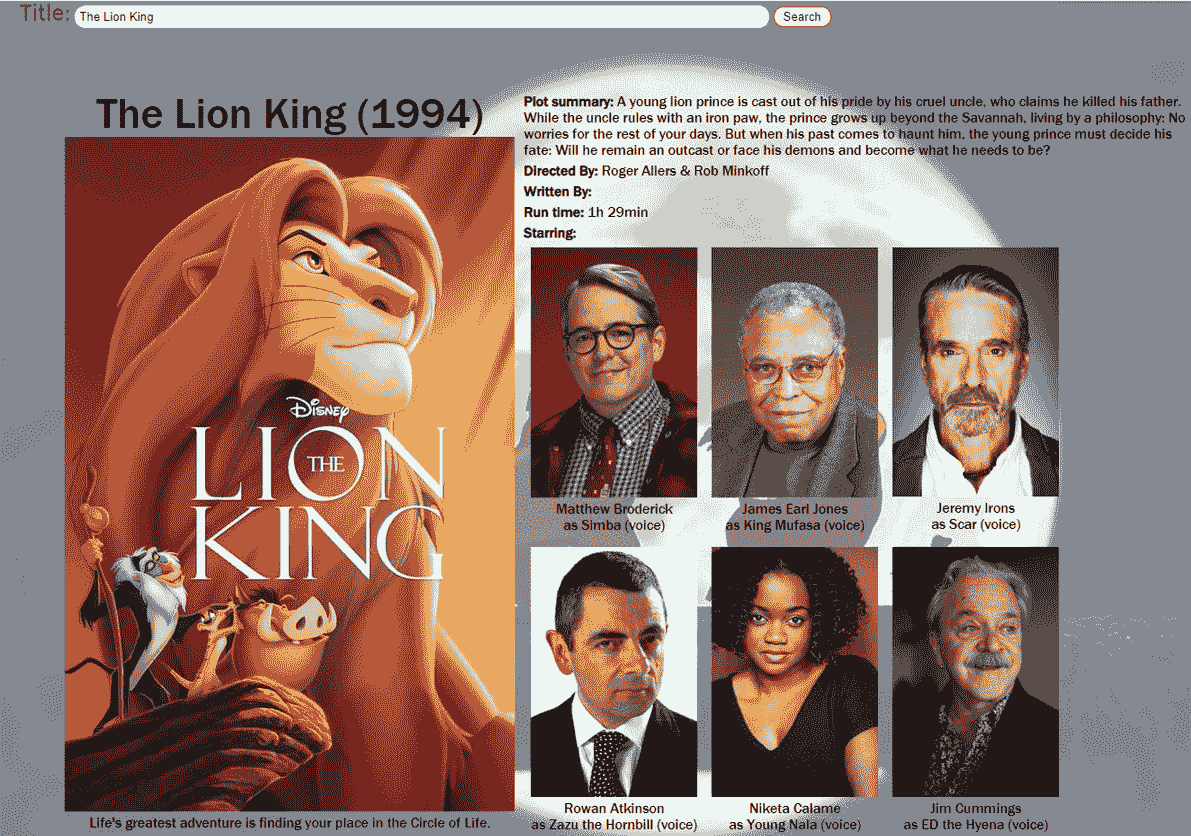 Title: The Lion King Search
The Lion King (1994)
DISNEY
THE
LION
KING
Life's greatest adventure is finding your place in the Circle of Life.
Plot summary: A young lion prince is cast out of his pride by his cruel uncle, who claims he killed his father.
While the uncle rules with an iron paw, the prince grows up beyond the Savannah, living by a philosophy: No
worries for the rest of your days. But when his past comes to haunt him, the young prince must decide his
fate: Will he remain an outcast or face his demons and become what he needs to be?
Directed By: Roger Allers & Rob Minkoff
Written By:
Run time: 1h 29min
Starring:
Matthew Broderick
as Simba (voice)
James Earl Jones
as King Mufasa (voice)
Jeremy Irons
as Scar (voice)
Rowan Atkinson
as Zazu the Hornbill (voice)
Niketa Calame
as Young Nala (voice)
Jim Cummings
as ED the Hyena (voice)